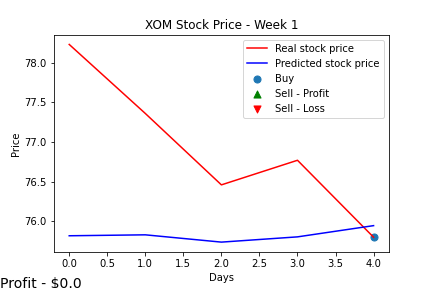 XOM Stock Price - Week 1
Real stock price
Predicted stock price
Buy
Sell - Profit
Sell - Loss
Price
78.0
77.5
77.0
76.5
76.0
0.0 0.5 1.0 1.5 2.0 2.5 3.0 3.5 4.0
Days
Profit - $0.0